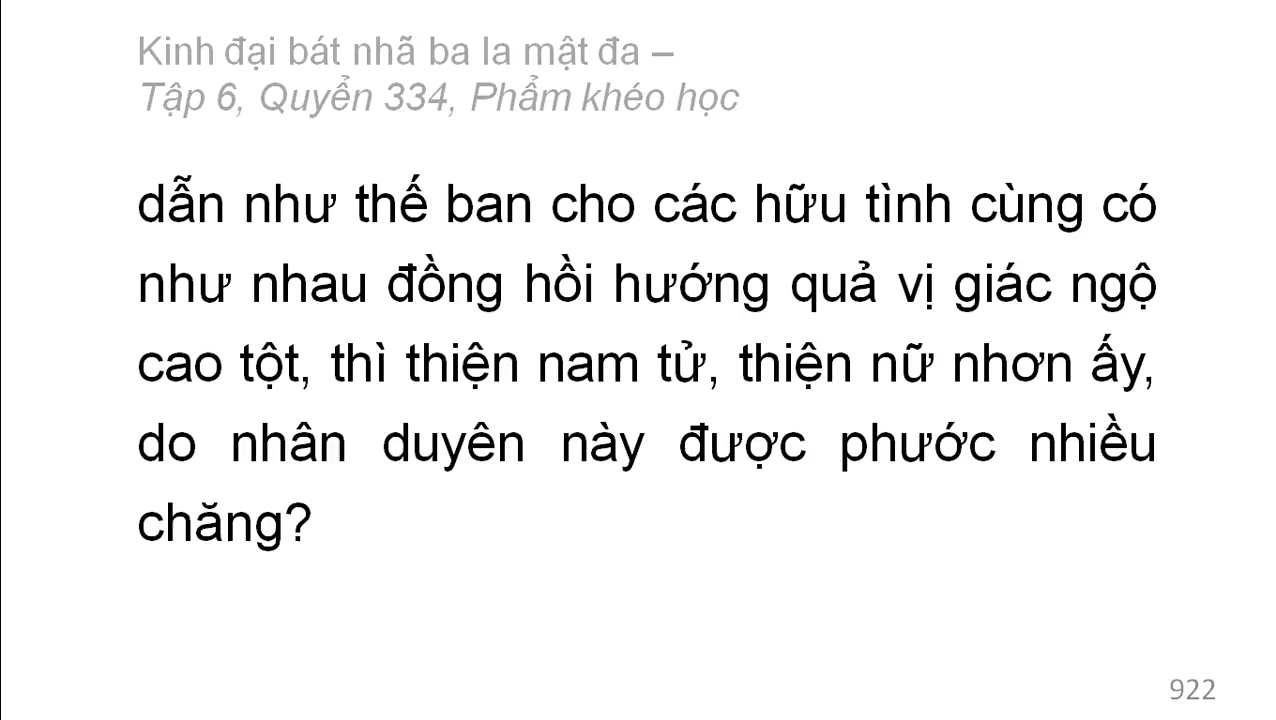 Kinh đại bát nhã ba la mật đa –
Tập 6, Quyển 334, Phẩm khéo học
dẫn như thế ban cho các hữu tình cùng có
như nhau đồng hồi hướng quả vị giác ngộ
cao tột, thì thiện nam tử, thiện nữ nhơn ấy,
do nhân duyên này được phước nhiều
chăng?
922